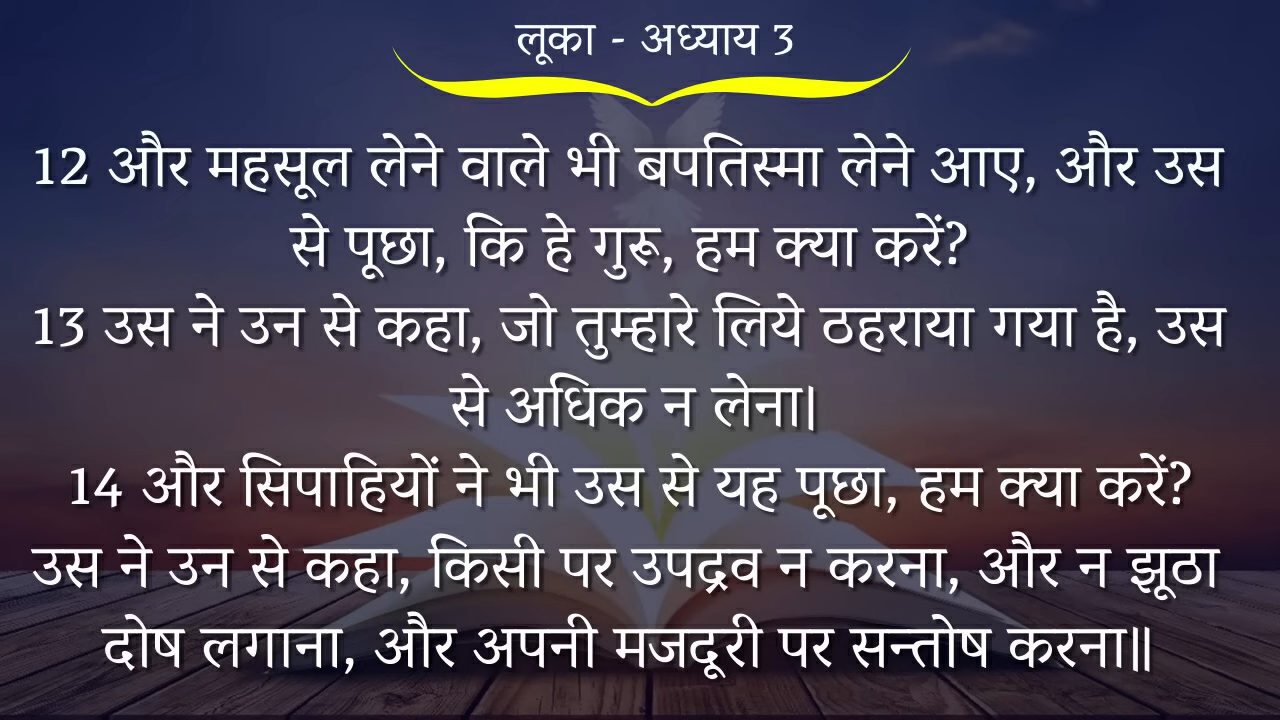 लूका - अध्याय 3
12 और महसूल लेने वाले भी बपतिस्मा लेने आए, और उस
से पूछा, कि हे गुरू, हम क्या करें?
13 उस ने उन से कहा, जो तुम्हारे लिये ठहराया गया है, उस
से अधिक न लेना।
14 और सिपाहियों ने भी उस से यह पूछा, हम क्या करें?
उस ने उन से कहा, किसी पर उपद्रव न करना, और न झूठा
दोष लगाना, और अपनी मजदूरी पर सन्तोष करना॥